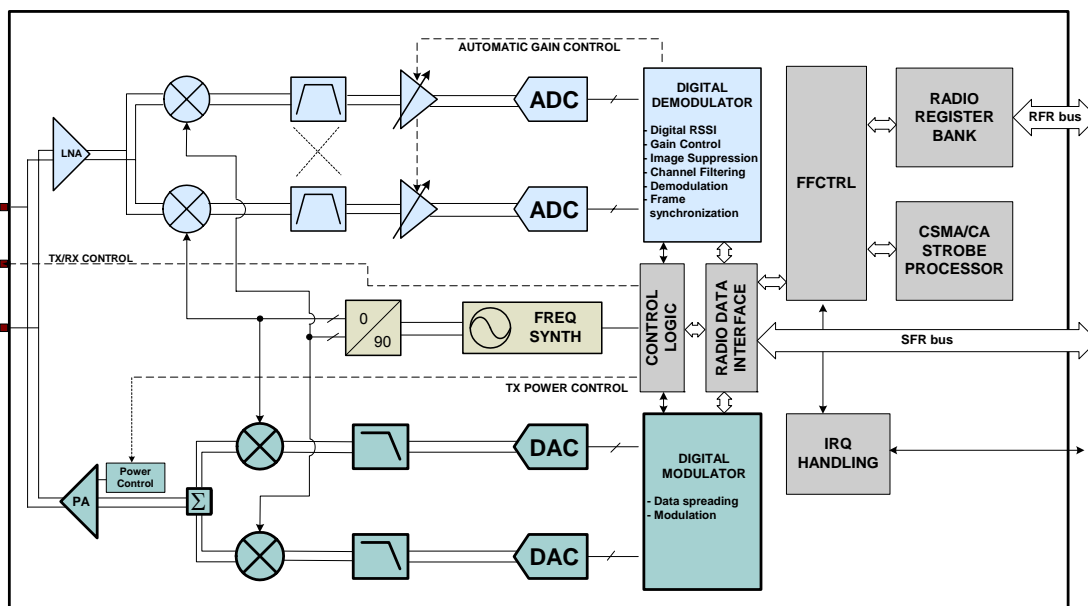 AUTOMATIC GAIN CONTROL
LNA
ADC
ADC
DIGITAL
DEMODULATOR
- Digital RSSI
- Gain Control
- Image Suppression
- Channel Filtering
- Demodulation
- Frame
synchronization
FFCTRL
RADIO
REGISTER
BANK
RFR bus
CSMA/CA
STROBE
PROCESSOR
TX/RX CONTROL
0
90
FREQ
SYNTH
CONTROL
LOGIC
RADIO DATA
INTERFACE
SFR bus
TX POWER CONTROL
Power
Control
PA
Σ
DAC
DAC
DIGITAL
MODULATOR
- Data spreading
- Modulation
IRQ
HANDLING